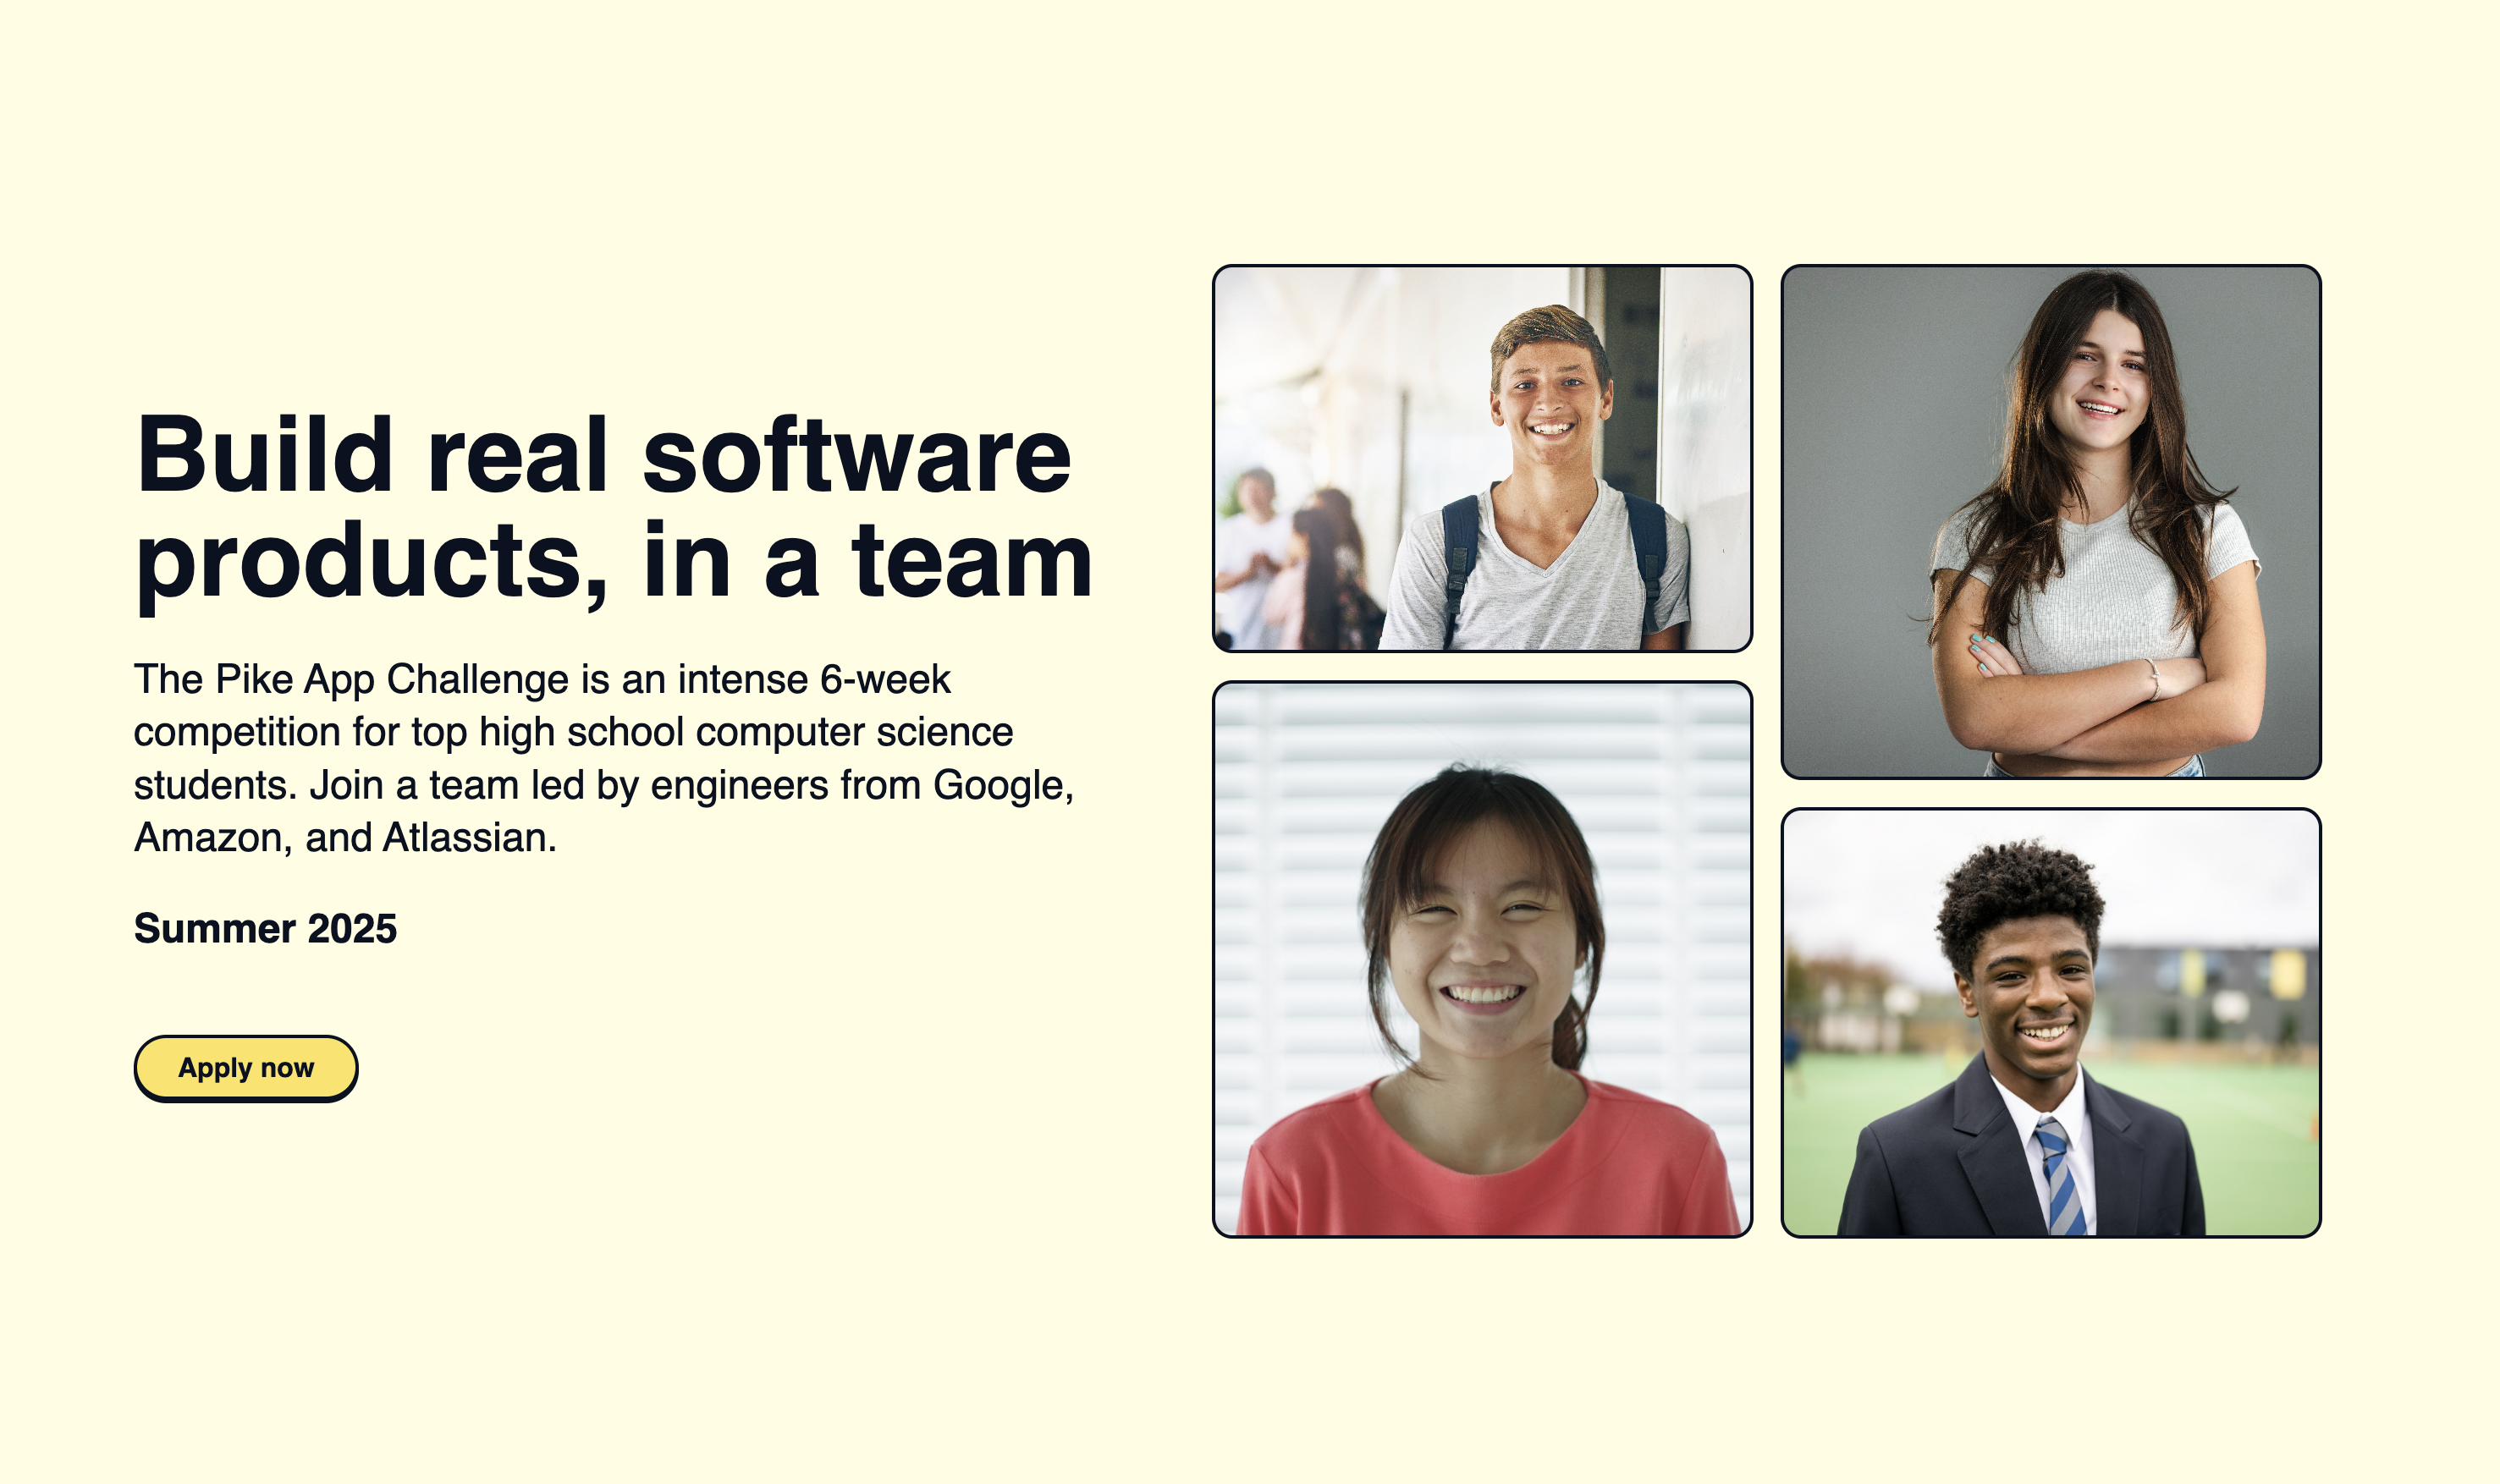 Build real software
products, in a team
The Pike App Challenge is an intense 6-week
competition for top high school computer science
students. Join a team led by engineers from Google,
Amazon, and Atlassian.
Summer 2025
Apply now